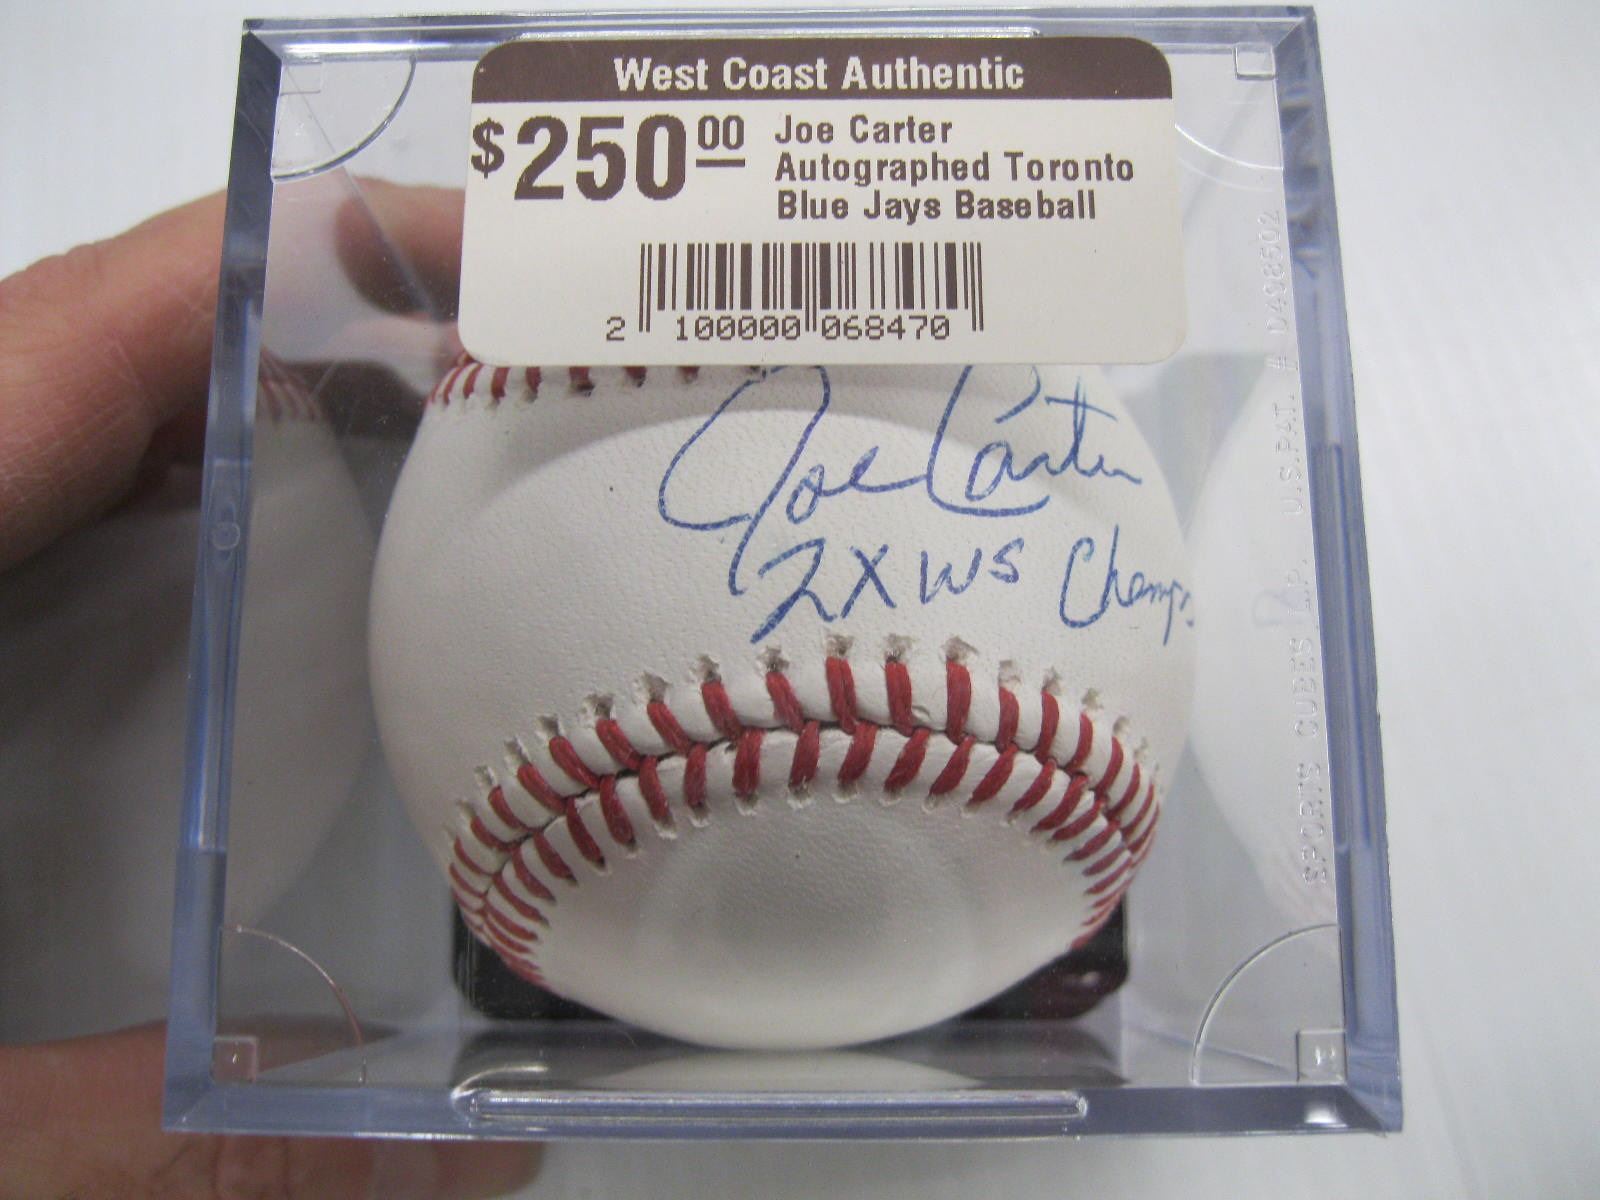 West Coast Authentic
$250.00 Joe Carter
Autographed Toronto
Blue Jays Baseball
2 100000 068470
Joe Carter
2X WS Champs
SPORTS CUBES L.P. U.S.PAT. # D498502